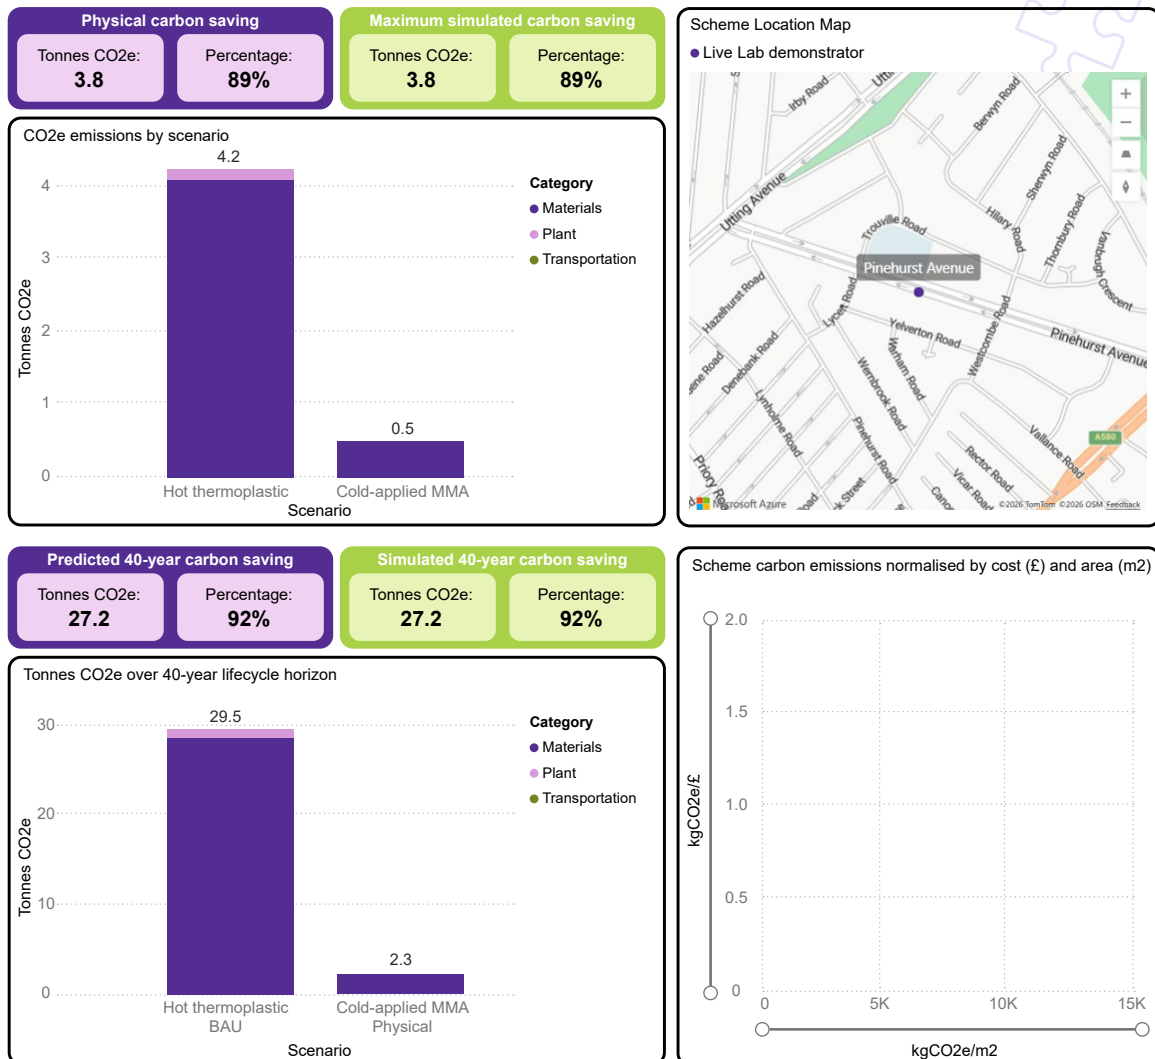 Physical carbon saving
Tonnes CO2e:
3.8
Percentage:
89%
Maximum simulated carbon saving
Tonnes CO2e:
3.8
Percentage:
89%
CO2e emissions by scenario
4.2
0.5
4
3
2
1
0
Tonnes CO2e
Hot thermoplastic
Cold-applied MMA
Scenario
Category
Materials
Plant
Transportation
Scheme Location Map
Live Lab demonstrator
Irby Road
Utting Avenue
Berwyn Road
Sherwyn Road
Thornbury Road
Vanbrugh Crescent
Hilary Road
Trouville Road
Pinehurst Avenue
Lycett Road
Hazelhurst Road
Denebank Road
Lynholme Road
Yelverton Road
Warham Road
Wernbrook Road
Pinehurst Road
Westcombe Road
Pinehurst Avenue
Valliance Road
Rector Road
Vicar Road
A580
Microsoft Azure
©2026 TomTom ©2026 OSM Feedback
Predicted 40-year carbon saving
Tonnes CO2e:
27.2
Percentage:
92%
Simulated 40-year carbon saving
Tonnes CO2e:
27.2
Percentage:
92%
Tonnes CO2e over 40-year lifecycle horizon
29.5
2.3
30
20
10
0
Tonnes CO2e
Hot thermoplastic
BAU
Cold-applied MMA
Physical
Scenario
Category
Materials
Plant
Transportation
Scheme carbon emissions normalised by cost (£) and area (m2)
2.0
1.5
1.0
0.5
0
kgCO2e/£
0
5K
10K
15K
kgCO2e/m2